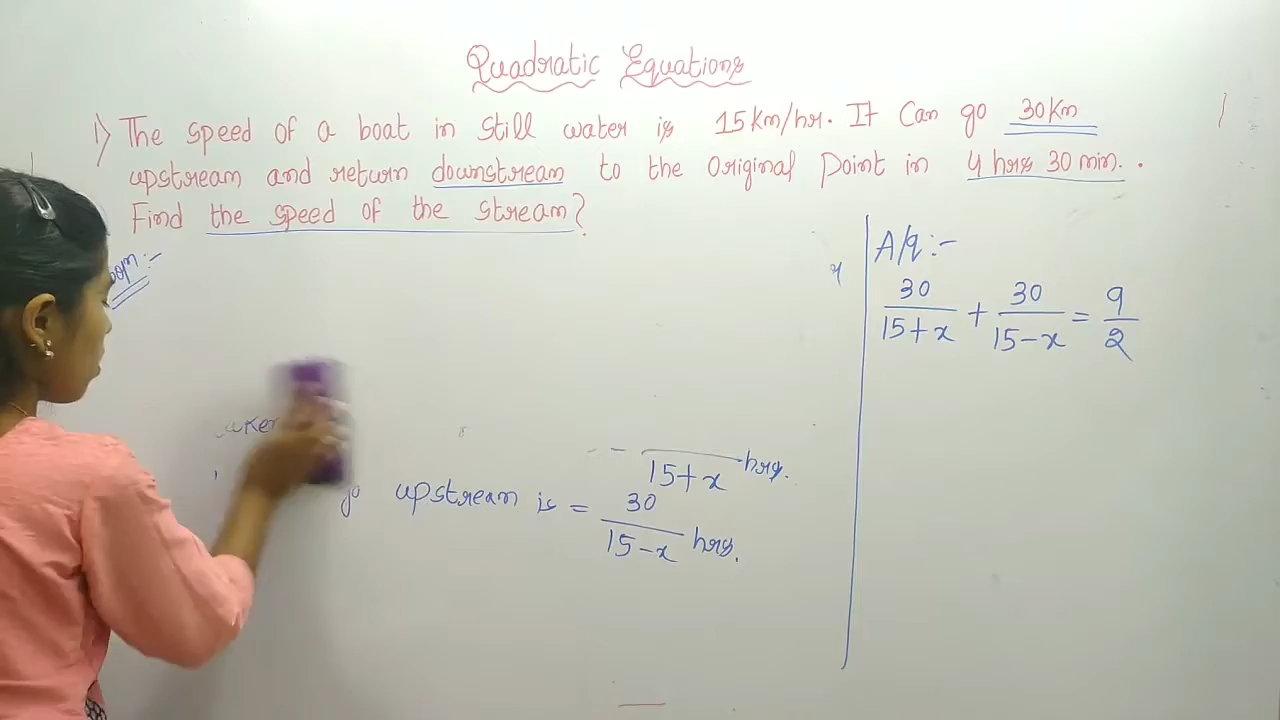 Quadratic Equations
1) The speed of a boat in still water is 15km/hr. It can go 30km
upstream and return downstream to the original point in 4 hrs 30 min..
Find the speed of the stream?
15+x hrs.
go upstream is = 30/15-x hrs.
A/q:-
30/15+x + 30/15-x = 9/2